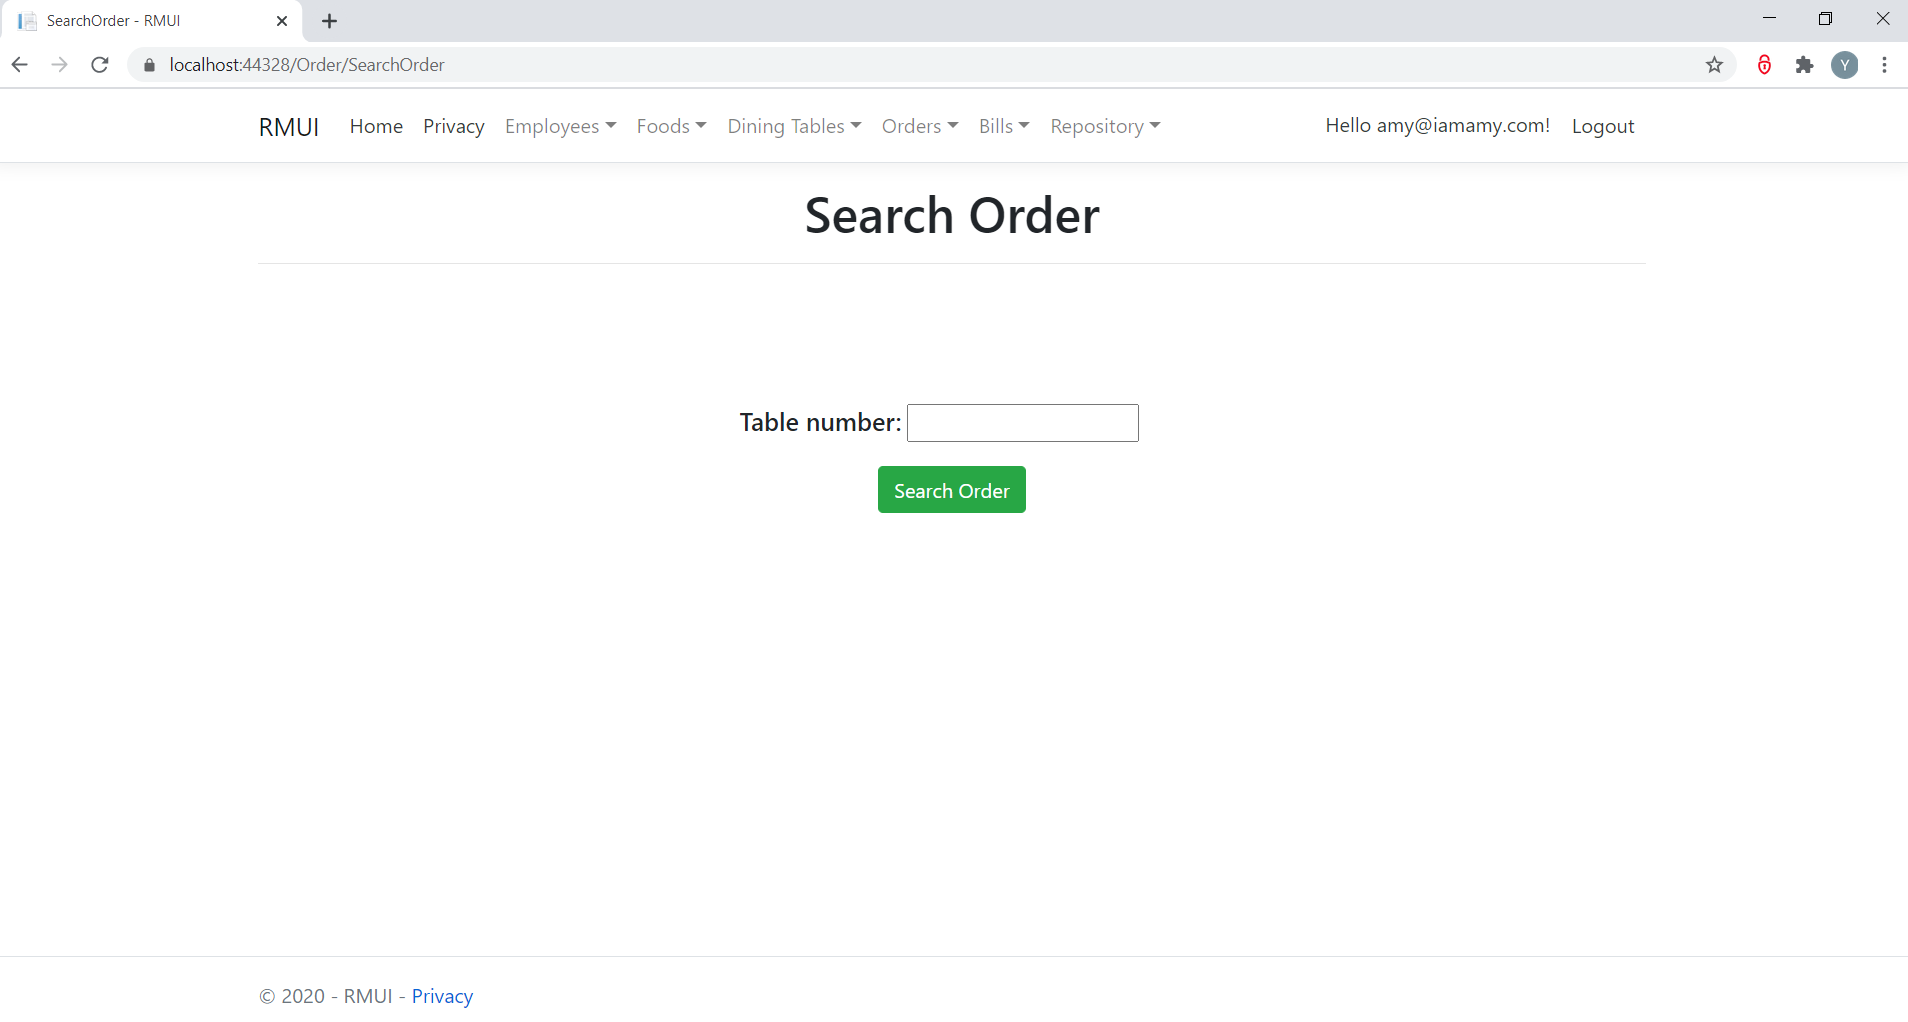 SearchOrder - RMUI
localhost:44328/Order/SearchOrder
Y
RMUI Home Privacy Employees Foods Dining Tables Orders Bills Repository Hello amy@iamamy.com! Logout
Search Order
Table number:
Search Order
© 2020 - RMUI - Privacy